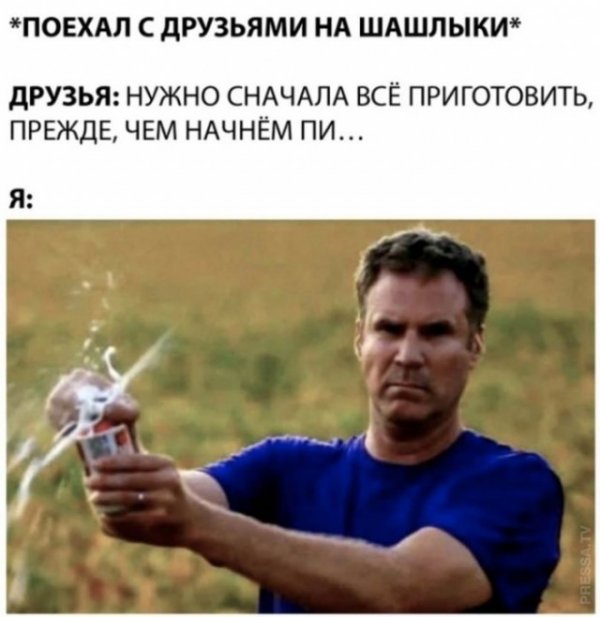 *ПОЕХАЛ С ДРУЗЬЯМИ НА ШАШЛЫКИ*
ДРУЗЬЯ: НУЖНО СНАЧАЛА ВСЁ ПРИГОТОВИТЬ,
ПРЕЖДЕ, ЧЕМ НАЧНЁМ ПИ...
Я:
PRESSA.TV